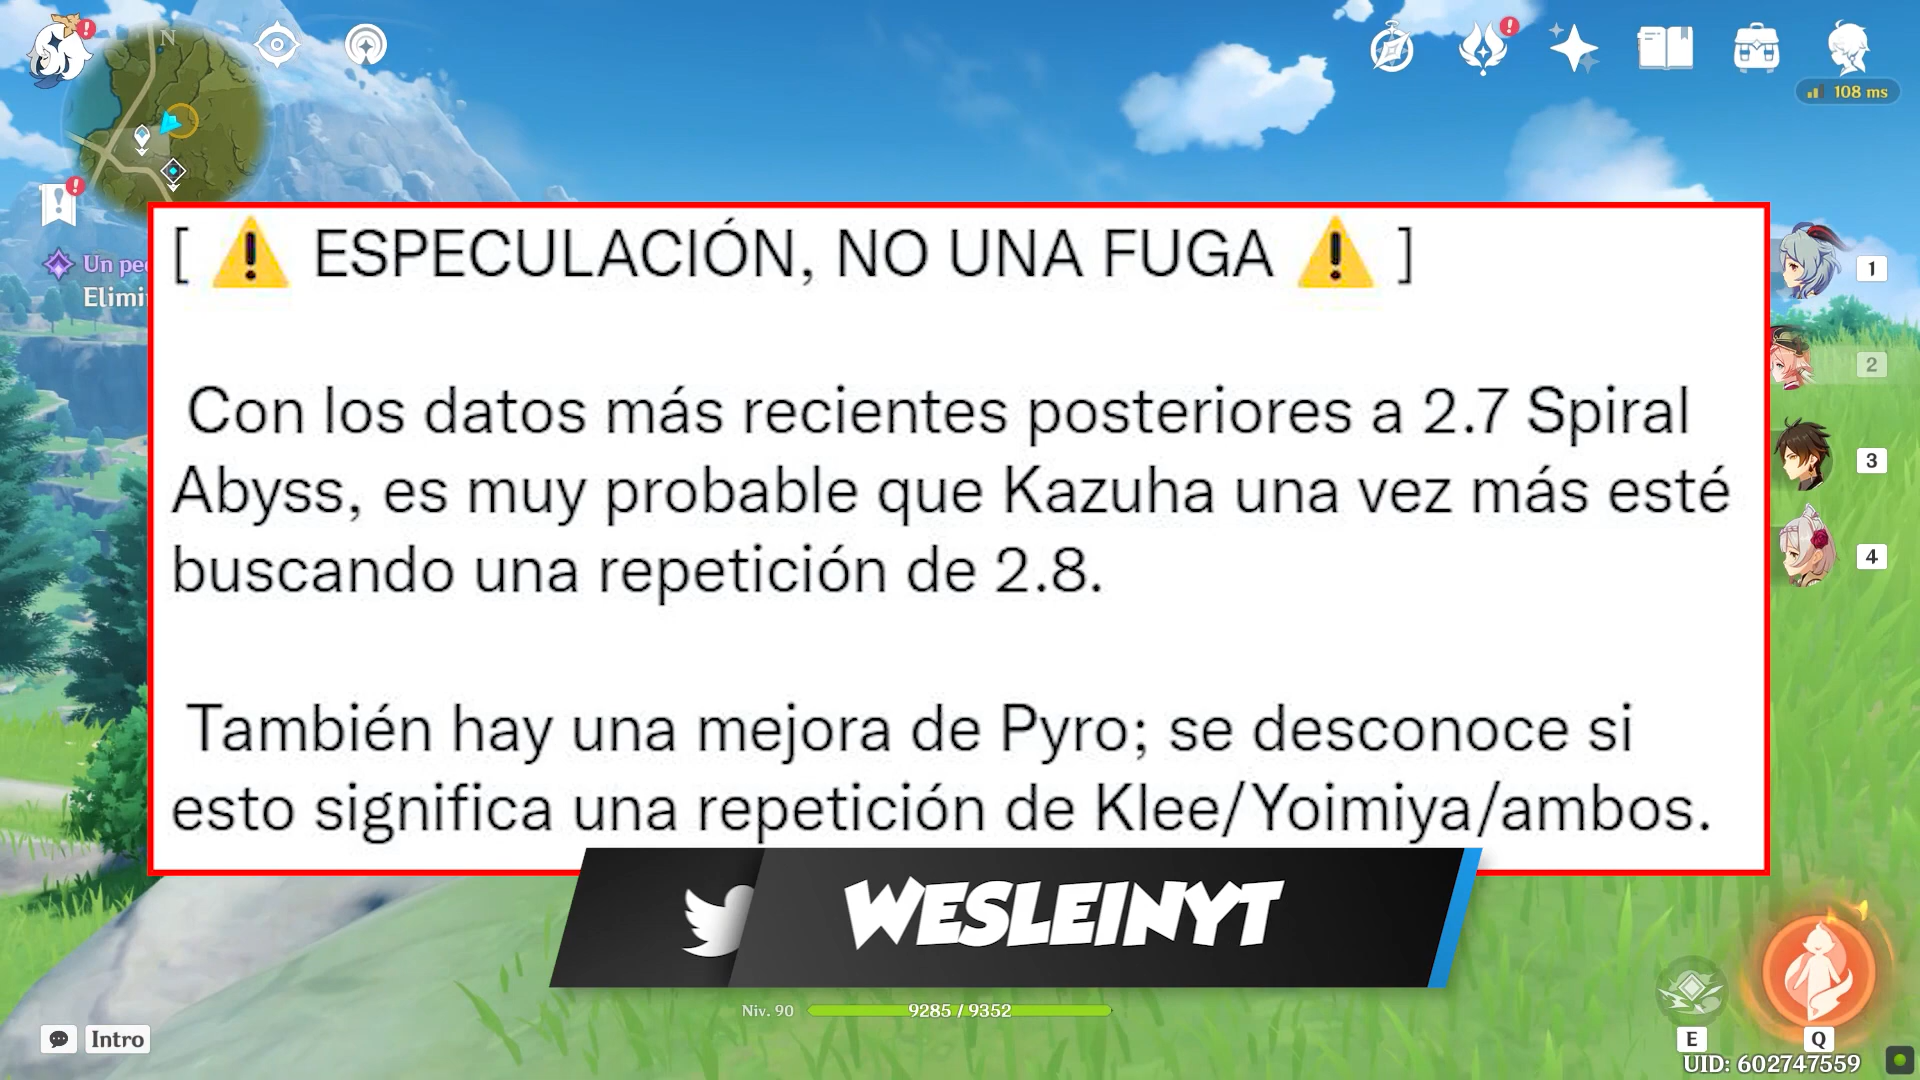 N
108 ms
[ ⚠ ESPECULACIÓN, NO UNA FUGA ⚠ ]
Un
Con los datos más recientes posteriores a 2.7 Spiral
Abyss, es muy probable que Kazuha una vez más esté
buscando una repetición de 2.8.
También hay una mejora de Pyro; se desconoce si
esto significa una repetición de Klee/Yoimiya/ambos.
1
2
3
4
WESLEINYT
Niv. 90
9285 / 9352
Intro
E
Q
UID: 602747559